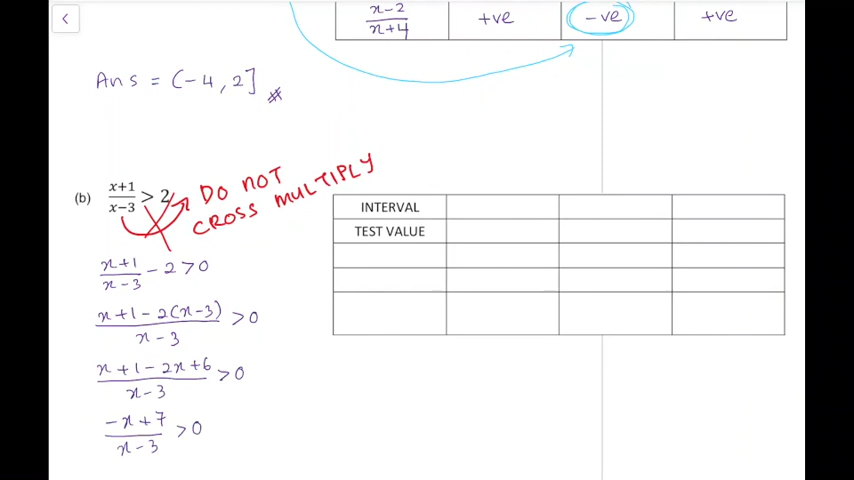 x-2 / x+4 +ve -ve +ve
Ans = (-4, 2] #
(b) x+1 / x-3 > 2
DO NOT
CROSS MULTIPLY
INTERVAL
TEST VALUE
x+1 / x-3 - 2 > 0
x+1-2(x-3) / x-3 > 0
x+1-2x+6 / x-3 > 0
-x+7 / x-3 > 0